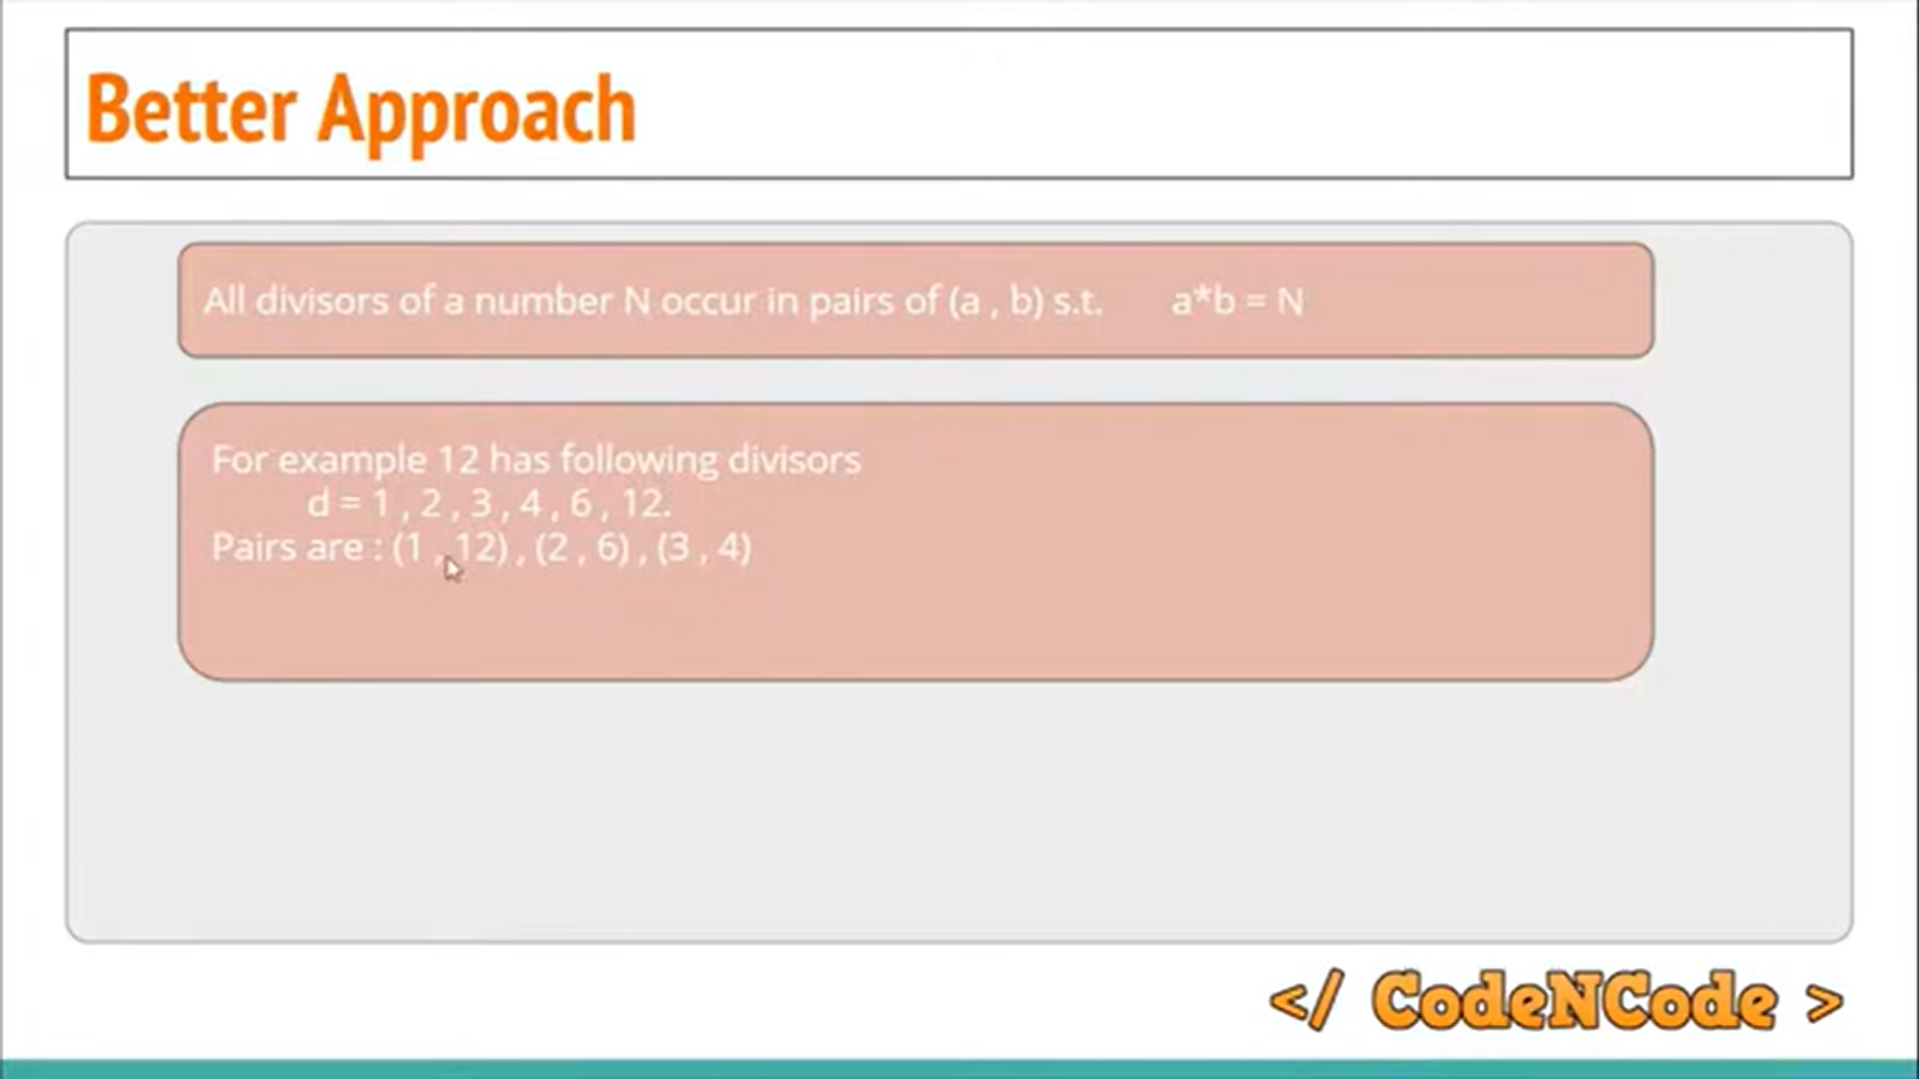 Better Approach
All divisors of a number N occur in pairs of (a , b) s.t. a*b = N
For example 12 has following divisors
d = 1 , 2 , 3 , 4 , 6 , 12.
Pairs are : (1 , 12) , (2 , 6) , (3 , 4)
</ CodeNCode >